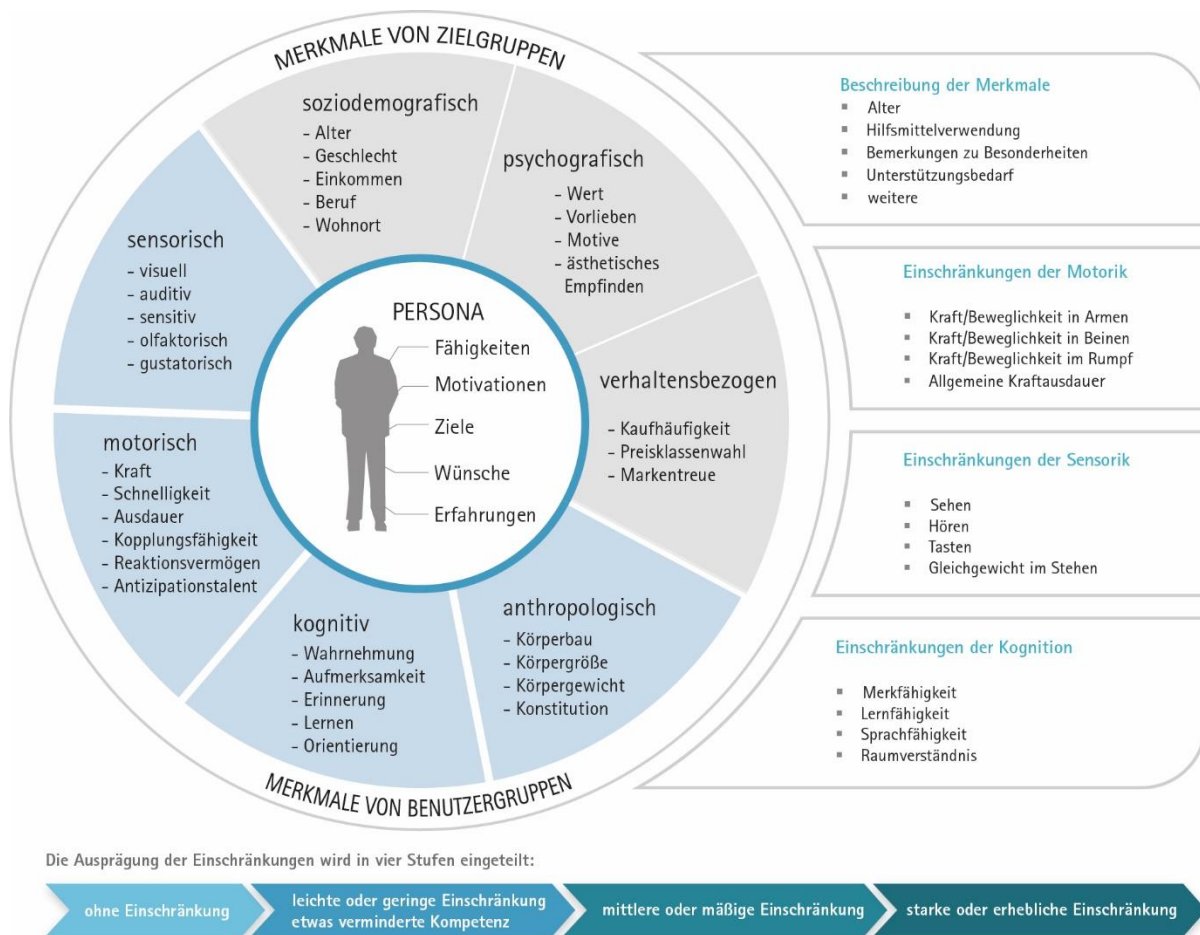 MERKMALE VON ZIELGRUPPEN
soziodemografisch
- Alter
- Geschlecht
- Einkommen
- Beruf
- Wohnort
psychografisch
- Wert
- Vorlieben
- Motive
- ästhetisches
Empfinden
verhaltensbezogen
- Kaufhäufigkeit
- Preisklassenwahl
- Markentreue
anthropologisch
- Körperbau
- Körpergröße
- Körpergewicht
- Konstitution
kognitiv
- Wahrnehmung
- Aufmerksamkeit
- Erinnerung
- Lernen
- Orientierung
motorisch
- Kraft
- Schnelligkeit
- Ausdauer
- Kopplungsfähigkeit
- Reaktionsvermögen
- Antizipationstalent
sensorisch
- visuell
- auditiv
- sensitiv
- olfaktorisch
- gustatorisch
PERSONA
Fähigkeiten
Motivationen
Ziele
Wünsche
Erfahrungen
MERKMALE VON BENUTZERGRUPPEN
Beschreibung der Merkmale
▪ Alter
▪ Hilfsmittelverwendung
▪ Bemerkungen zu Besonderheiten
▪ Unterstützungsbedarf
▪ weitere
Einschränkungen der Motorik
▪ Kraft/Beweglichkeit in Armen
▪ Kraft/Beweglichkeit in Beinen
▪ Kraft/Beweglichkeit im Rumpf
▪ Allgemeine Kraftausdauer
Einschränkungen der Sensorik
▪ Sehen
▪ Hören
▪ Tasten
▪ Gleichgewicht im Stehen
Einschränkungen der Kognition
▪ Merkfähigkeit
▪ Lernfähigkeit
▪ Sprachfähigkeit
▪ Raumverständnis
Die Ausprägung der Einschränkungen wird in vier Stufen eingeteilt:
ohne Einschränkung
leichte oder geringe Einschränkung
etwas verminderte Kompetenz
mittlere oder mäßige Einschränkung
starke oder erhebliche Einschränkung